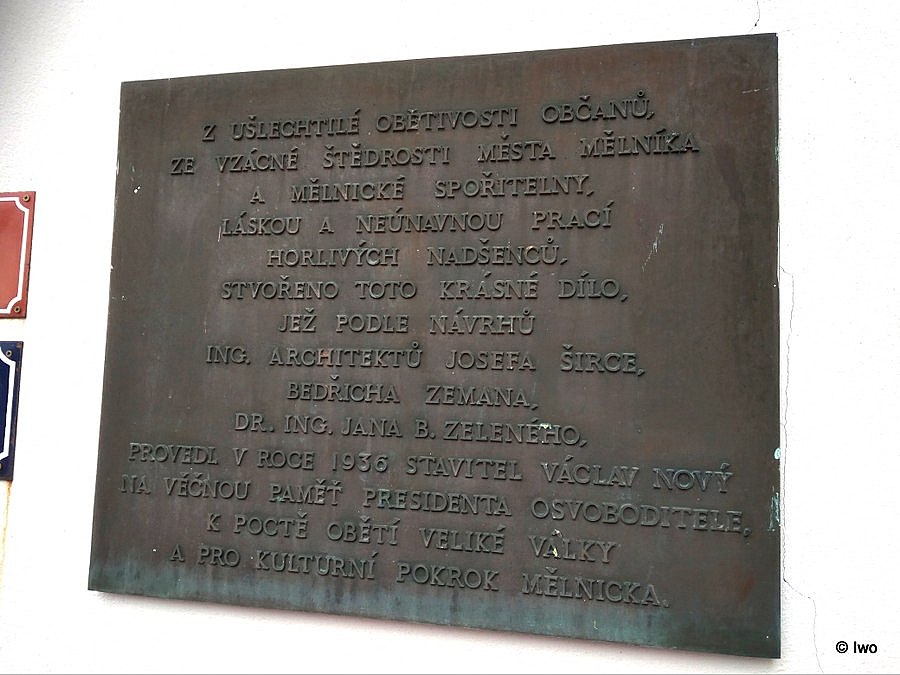 Z UŠLECHTILÉ OBĚTIVOSTI OBČANŮ,
ZE VZÁCNÉ ŠTĚDROSTI MĚSTA MĚLNÍKA
A MĚLNICKÉ SPOŘITELNY,
LÁSKOU A NEÚNAVNOU PRACÍ
HORLIVÝCH NADŠENCŮ,
STVOŘENO TOTO KRÁSNÉ DÍLO,
JEŽ PODLE NÁVRHŮ
ING. ARCHITEKTŮ JOSEFA ŠIRCE,
BEDŘICHA ZEMANA,
DR. ING. JANA B. ZELENÉHO,
PROVEDL V ROCE 1936 STAVITEL VÁCLAV NOVÝ
NA VĚČNOU PAMĚŤ PRESIDENTA OSVOBODITELE,
K POCTĚ OBĚTÍ VELIKÉ VÁLKY
A PRO KULTURNÍ POKROK MĚLNICKA.
© Iwo